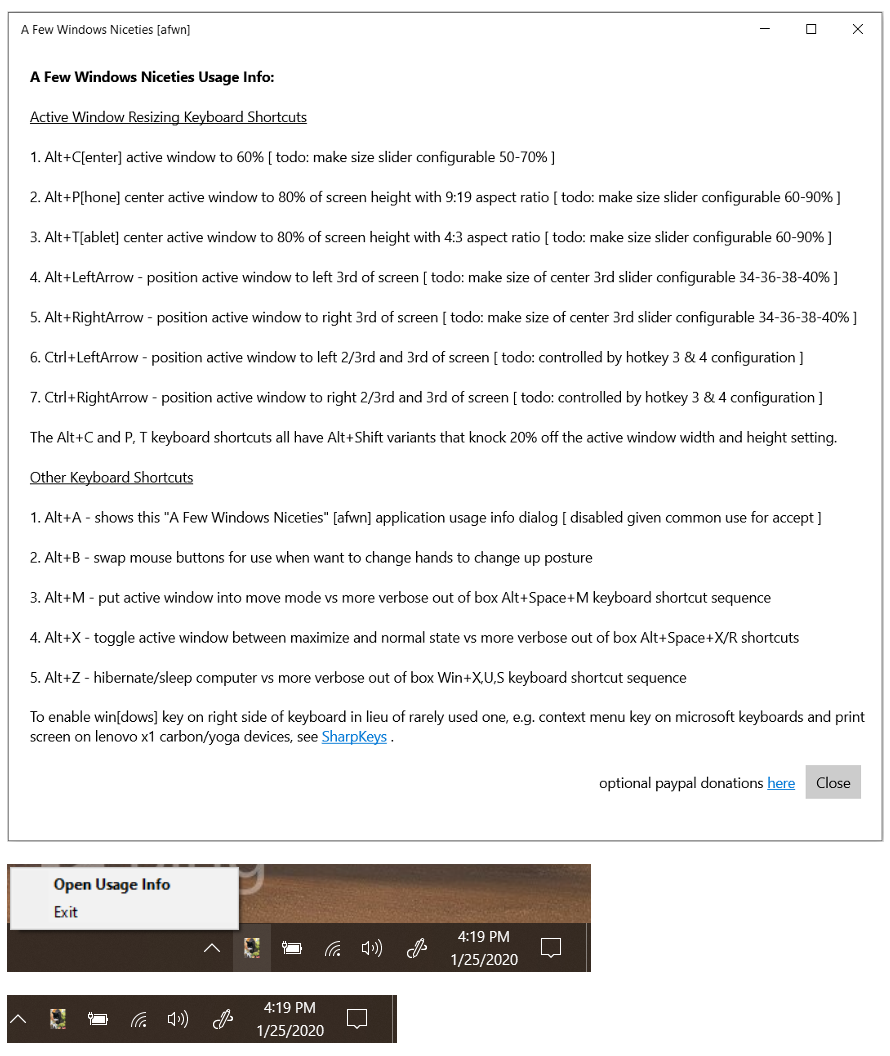 A Few Windows Niceties [afwn]
A Few Windows Niceties Usage Info:
Active Window Resizing Keyboard Shortcuts
1. Alt+C[enter] active window to 60% [ todo: make size slider configurable 50-70% ]
2. Alt+P[hone] center active window to 80% of screen height with 9:19 aspect ratio [ todo: make size slider configurable 60-90% ]
3. Alt+T[ablet] center active window to 80% of screen height with 4:3 aspect ratio [ todo: make size slider configurable 60-90% ]
4. Alt+LeftArrow - position active window to left 3rd of screen [ todo: make size of center 3rd slider configurable 34-36-38-40% ]
5. Alt+RightArrow - position active window to right 3rd of screen [ todo: make size of center 3rd slider configurable 34-36-38-40% ]
6. Ctrl+LeftArrow - position active window to left 2/3rd and 3rd of screen [ todo: controlled by hotkey 3 & 4 configuration ]
7. Ctrl+RightArrow - position active window to right 2/3rd and 3rd of screen [ todo: controlled by hotkey 3 & 4 configuration ]
The Alt+C and P, T keyboard shortcuts all have Alt+Shift variants that knock 20% off the active window width and height setting.
Other Keyboard Shortcuts
1. Alt+A - shows this "A Few Windows Niceties" [afwn] application usage info dialog [ disabled given common use for accept ]
2. Alt+B - swap mouse buttons for use when want to change hands to change up posture
3. Alt+M - put active window into move mode vs more verbose out of box Alt+Space+M keyboard shortcut sequence
4. Alt+X - toggle active window between maximize and normal state vs more verbose out of box Alt+Space+X/R shortcuts
5. Alt+Z - hibernate/sleep computer vs more verbose out of box Win+X,U,S keyboard shortcut sequence
To enable win[dows] key on right side of keyboard in lieu of rarely used one, e.g. context menu key on microsoft keyboards and print
screen on lenovo x1 carbon/yoga devices, see SharpKeys .
optional paypal donations here Close
Open Usage Info
Exit
4:19 PM
1/25/2020
4:19 PM
1/25/2020